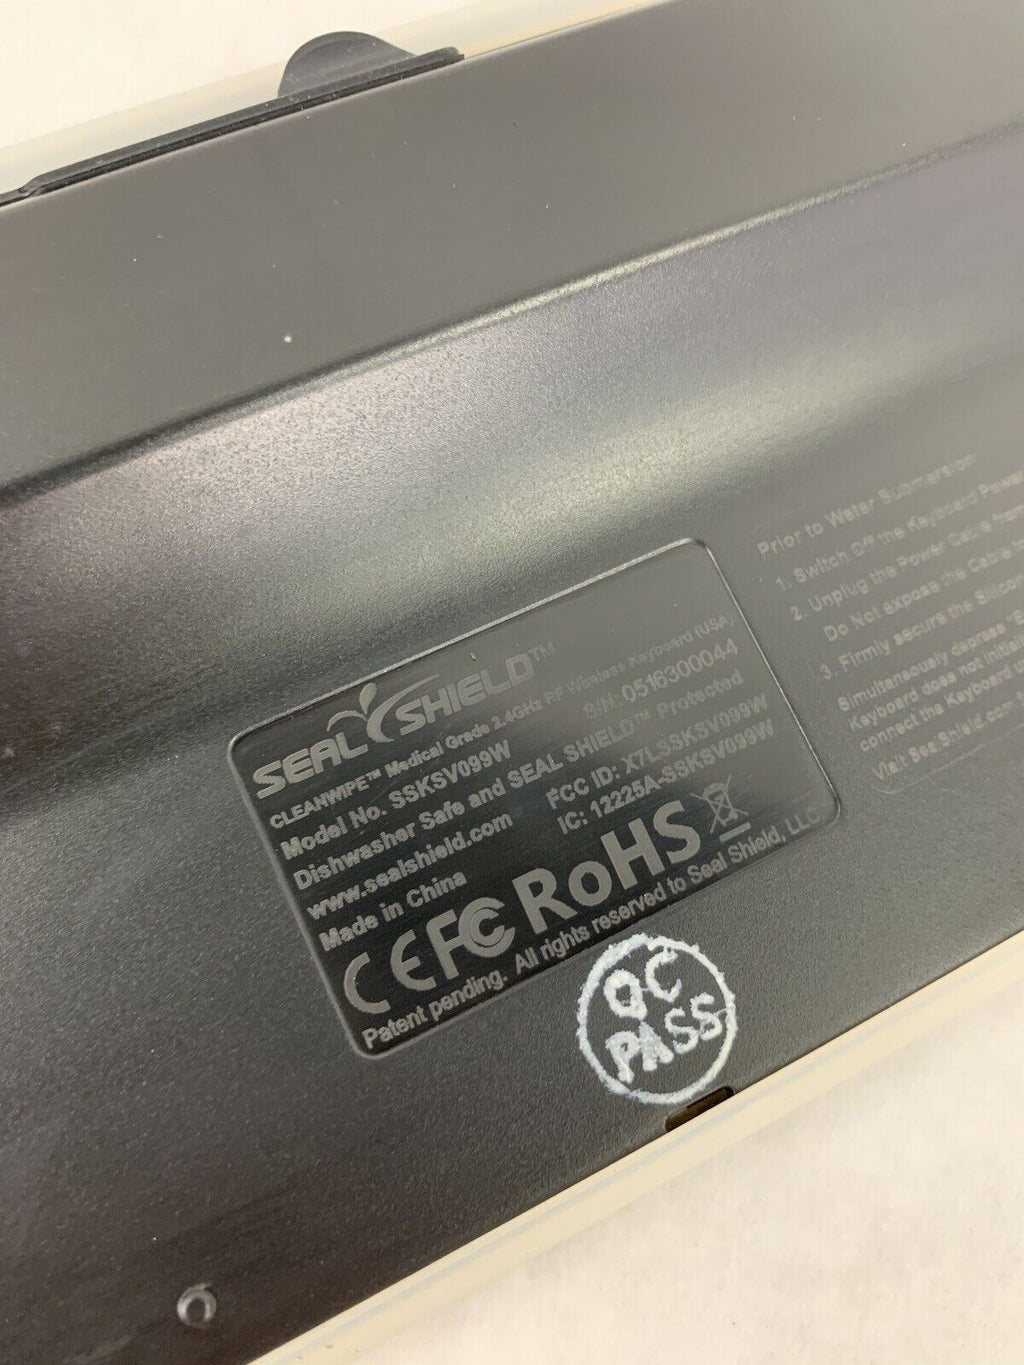 SEAL SHIELD™
CLEANWIPE™ Medical Grade 2.4GHz RF Wireless Keyboard (USA)
Model No. SSKSV099W S/N: 0516300044
Dishwasher Safe and SEAL SHIELD™ Protected
www.sealshield.com FCC ID: X7LSSKSV099W
Made in China IC: 12225A-SSKSV099W
CE FC RoHS
Patent pending. All rights reserved to Seal Shield, LLC.
QC
PASS
Prior to Water Submersion:
1. Switch Off the Keyboard Power
2. Unplug the Power Cable from
Do Not expose the Cable
3. Firmly secure the Silicon
Simultaneously depress
Keyboard does not
connect the Keyboard
Visit Seal Shield.com